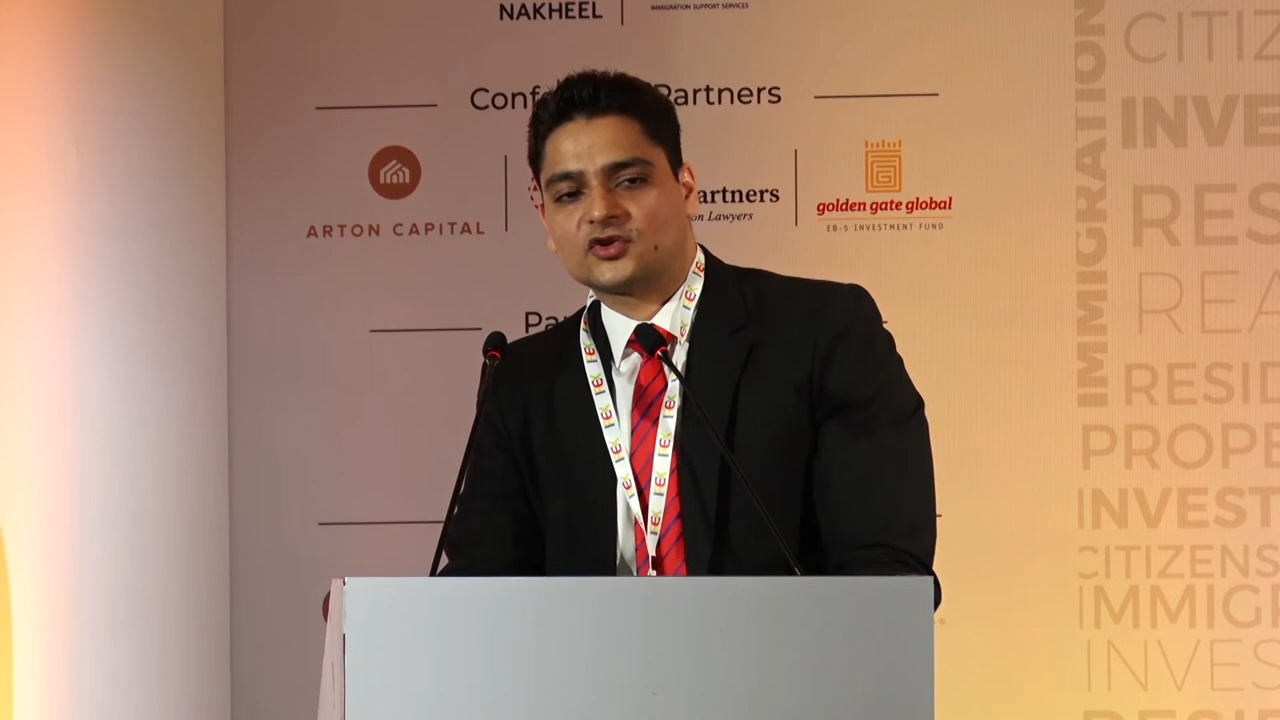 NAKHEEL
IMMIGRATION SUPPORT SERVICES
Conf Partners
ARTON CAPITAL
artners
on Lawyers
golden gate global
EB-5 INVESTMENT FUND
Pa
IMMIGRATION
CITIZ
INVE
RES
REA
RESID
PROPE
INVEST
CITIZENS
IMMIGR
INVES